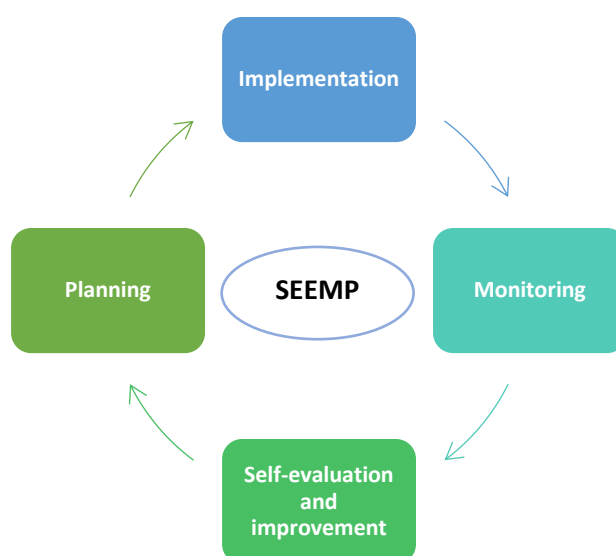 Implementation
Planning
SEEMP
Monitoring
Self-evaluation
and
improvement